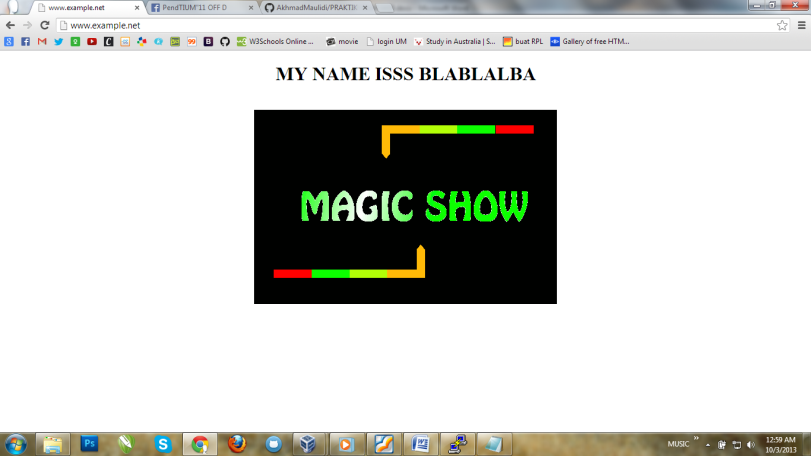 www.example.net
PendTIUM'11 OFF D
AkhmadMaulidi/PRAKTI
www.example.net
W3Schools Online ...
movie
login UM
Study in Australia | S...
buat RPL
Gallery of free HTM...
MY NAME ISSS BLABLALBA
MAGIC SHOW
MUSIC
12:59 AM
10/3/2013